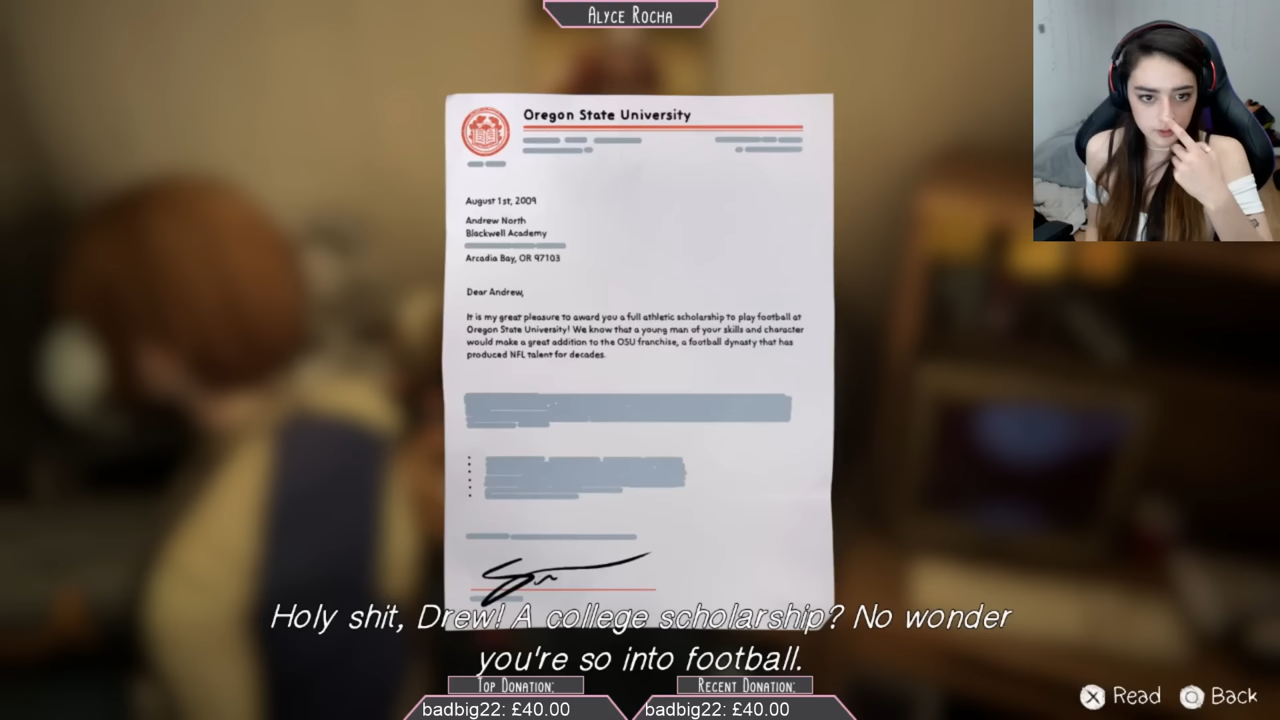 Alyce Rocha
Oregon State University
August 1st, 2009
Andrew North
Blackwell Academy
Arcadia Bay, OR 97103
Dear Andrew,
It is my great pleasure to award you a full athletic scholarship to play football at
Oregon State University! We know that a young man of your skills and character
would make a great addition to the OSU franchise, a football dynasty that has
produced NFL talent for decades.
Holy shit, Drew! A college scholarship? No wonder
you're so into football.
Top Donation:
Recent Donation:
badbig22: £40.00
badbig22: £40.00
Read
Back